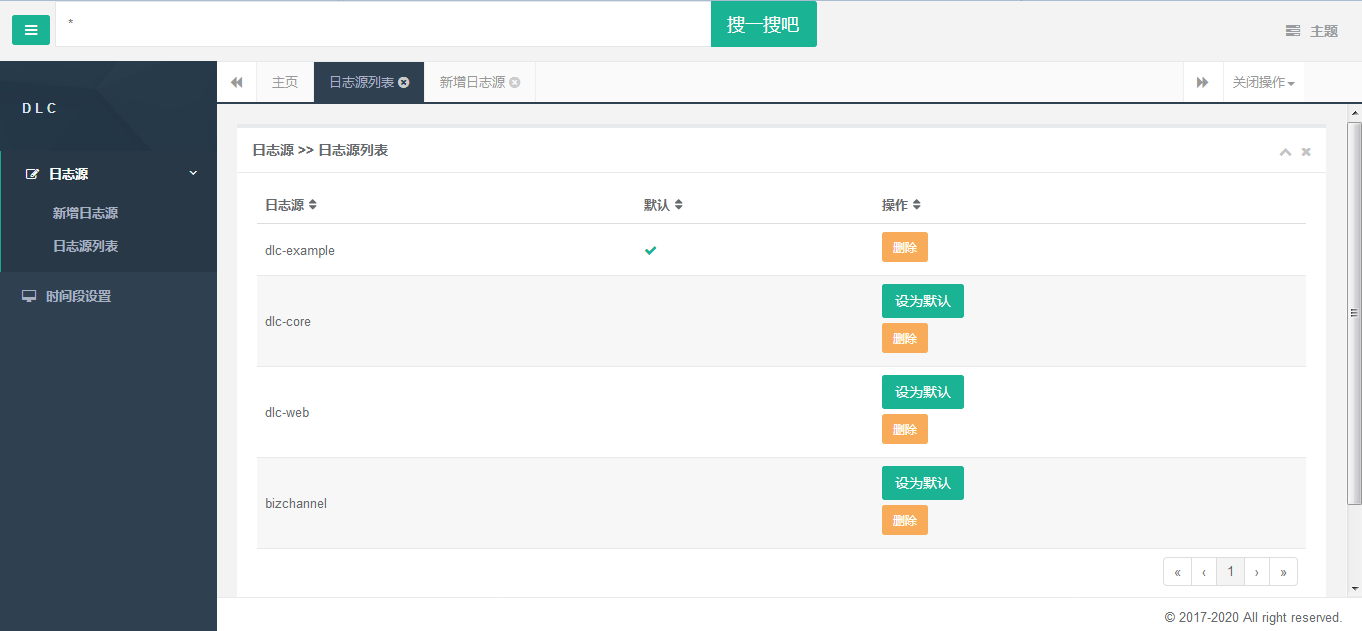 *
搜一搜吧
主题
DLC
日志源
新增日志源
日志源列表
时间段设置
主页
日志源列表
新增日志源
关闭操作
日志源 >> 日志源列表
日志源 默认 操作
dlc-example 删除
dlc-core 设为默认
删除
dlc-web 设为默认
删除
bizchannel 设为默认
删除
« ‹ 1 › »
© 2017-2020 All right reserved.